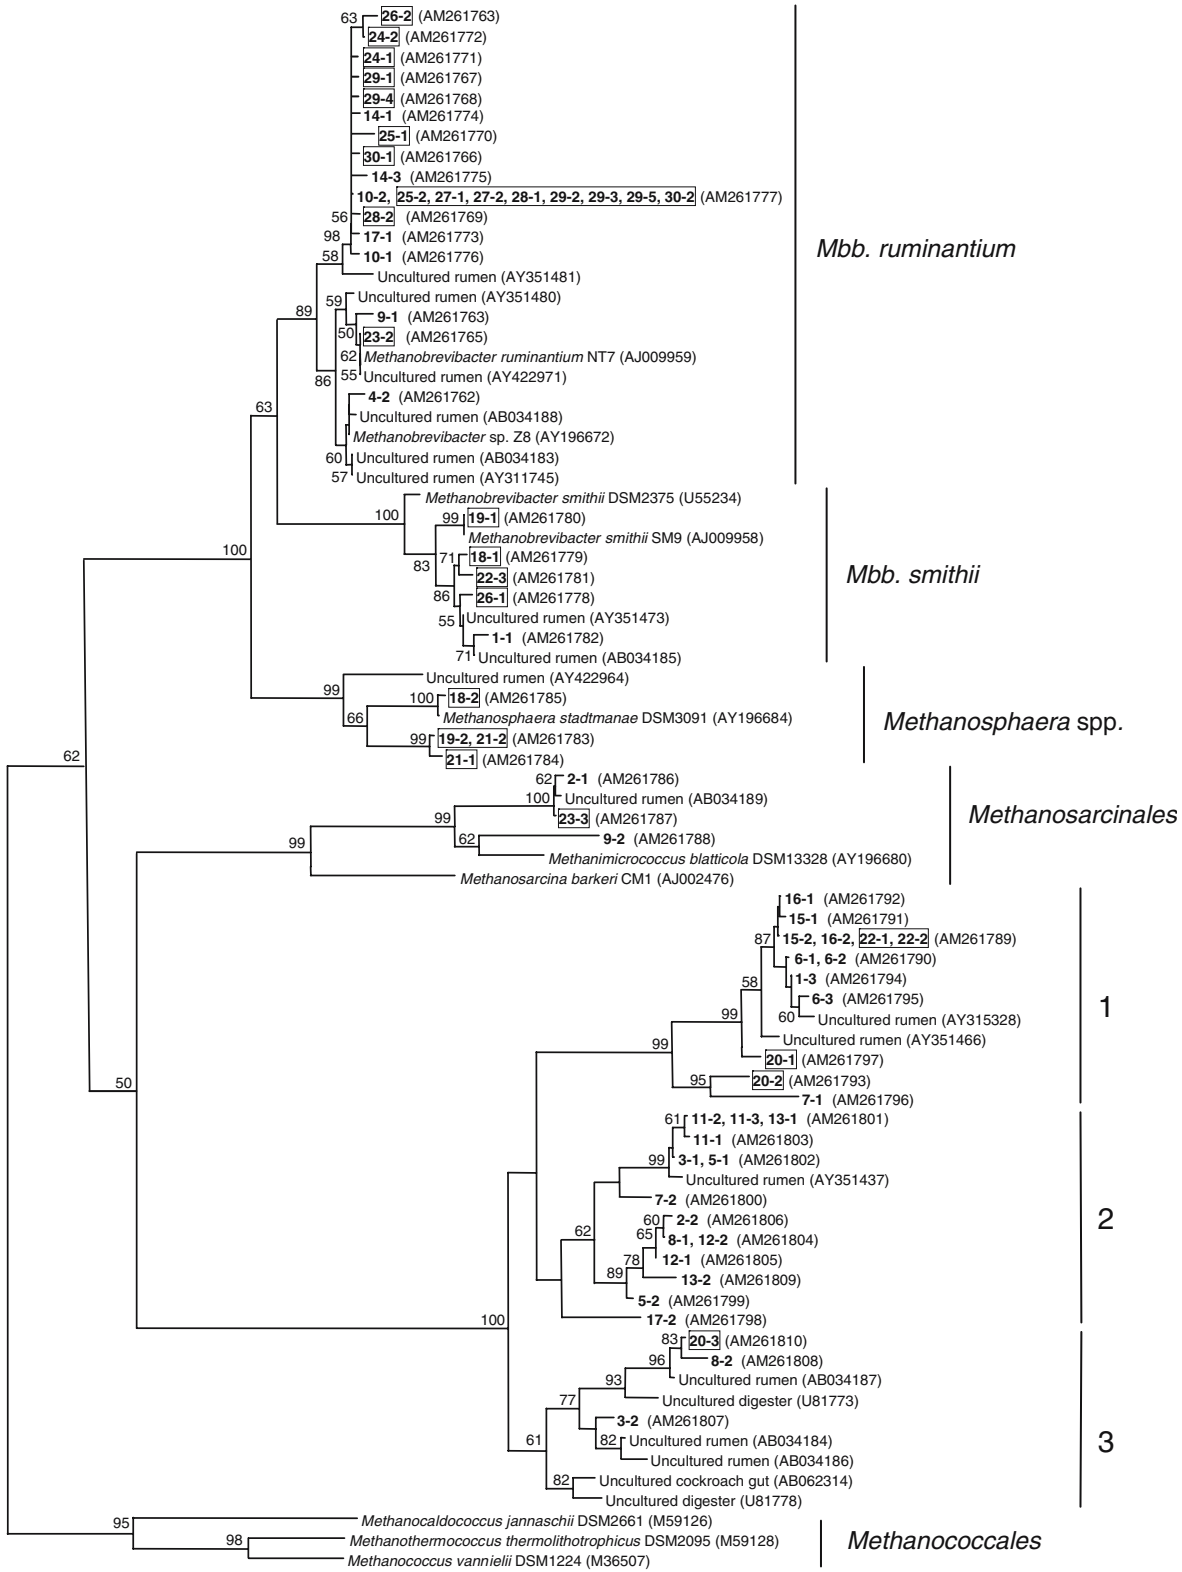 63 26-2 (AM261763)
24-2 (AM261772)
24-1 (AM261771)
29-1 (AM261767)
29-4 (AM261768)
14-1 (AM261774)
25-1 (AM261770)
30-1 (AM261766)
14-3 (AM261775)
10-2, 25-2, 27-1, 27-2, 28-1, 29-2, 29-3, 29-5, 30-2 (AM261777)
56 28-2 (AM261769)
98 17-1 (AM261773)
Mbb. ruminantium
58 10-1 (AM261776)
Uncultured rumen (AY351481)
59 Uncultured rumen (AY351480)
89 9-1 (AM261763)
50 23-2 (AM261765)
62 Methanobrevibacter ruminantium NT7 (AJ009959)
86 55 Uncultured rumen (AY422971)
4-2 (AM261762)
63 Uncultured rumen (AB034188)
Methanobrevibacter sp. Z8 (AY196672)
60 Uncultured rumen (AB034183)
57 Uncultured rumen (AY311745)
Methanobrevibacter smithii DSM2375 (U55234)
100 99 19-1 (AM261780)
Methanobrevibacter smithii SM9 (AJ009958)
100 83 71 18-1 (AM261779)
22-3 (AM261781)
Mbb. smithii
86 26-1 (AM261778)
55 Uncultured rumen (AY351473)
1-1 (AM261782)
71 Uncultured rumen (AB034185)
Uncultured rumen (AY422964)
99 100 18-2 (AM261785)
66 Methanosphaera stadtmanae DSM3091 (AY196684)
Methanosphaera spp.
99 19-2, 21-2 (AM261783)
21-1 (AM261784)
62
62 2-1 (AM261786)
100 Uncultured rumen (AB034189)
99 23-3 (AM261787)
Methanosarcinales
99 62 9-2 (AM261788)
Methanimicrococcus blatticola DSM13328 (AY196680)
Methanosarcina barkeri CM1 (AJ002476)
16-1 (AM261792)
15-1 (AM261791)
87 15-2, 16-2, 22-1, 22-2 (AM261789)
6-1, 6-2 (AM261790)
58 1-3 (AM261794)
6-3 (AM261795)
1
99 60 Uncultured rumen (AY315328)
99 Uncultured rumen (AY351466)
20-1 (AM261797)
50 95 20-2 (AM261793)
7-1 (AM261796)
61 11-2, 11-3, 13-1 (AM261801)
11-1 (AM261803)
99 3-1, 5-1 (AM261802)
Uncultured rumen (AY351437)
7-2 (AM261800)
60 2-2 (AM261806)
2
62 65 8-1, 12-2 (AM261804)
78 12-1 (AM261805)
89 13-2 (AM261809)
5-2 (AM261799)
100 17-2 (AM261798)
83 20-3 (AM261810)
96 8-2 (AM261808)
93 Uncultured rumen (AB034187)
77 Uncultured digester (U81773)
3-2 (AM261807)
61 82 Uncultured rumen (AB034184)
3
Uncultured rumen (AB034186)
82 Uncultured cockroach gut (AB062314)
Uncultured digester (U81778)
95 Methanocaldococcus jannaschii DSM2661 (M59126)
98 Methanothermococcus thermolithotrophicus DSM2095 (M59128)
Methanococcales
Methanococcus vannielii DSM1224 (M36507)